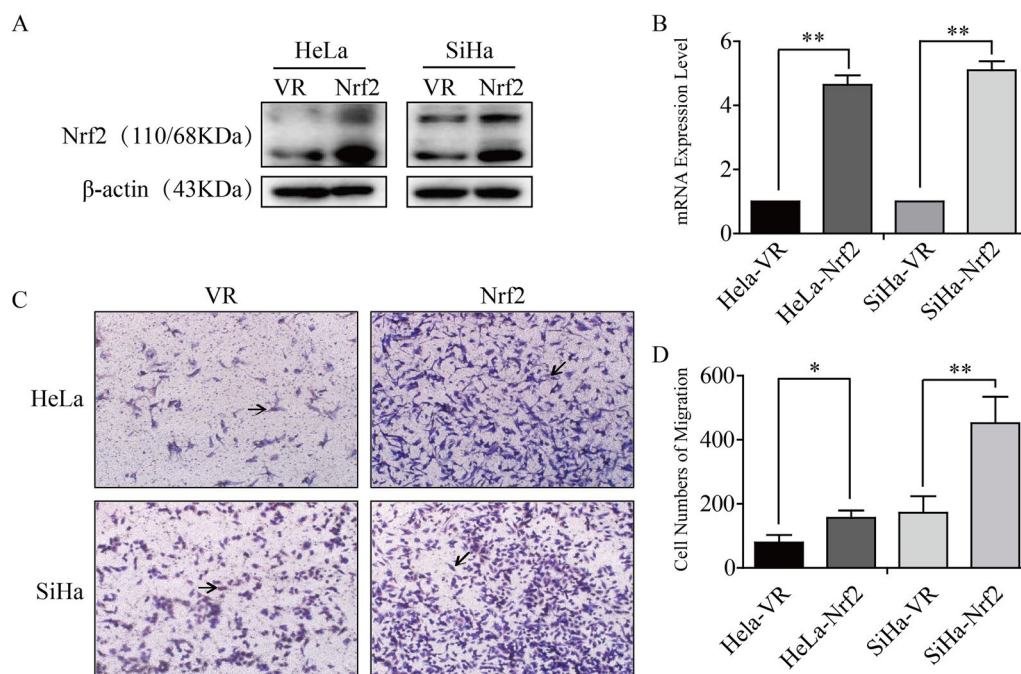 A
HeLa SiHa
VR Nrf2 VR Nrf2
Nrf2（110/68KDa）
β-actin（43KDa）
B
mRNA Expression Level
6
4
2
0
** **
Hela-VR
HeLa-Nrf2
SiHa-VR
SiHa-Nrf2
C
VR Nrf2
HeLa
SiHa
D
Cell Numbers of Migration
600
400
200
0
* **
Hela-VR
HeLa-Nrf2
SiHa-VR
SiHa-Nrf2